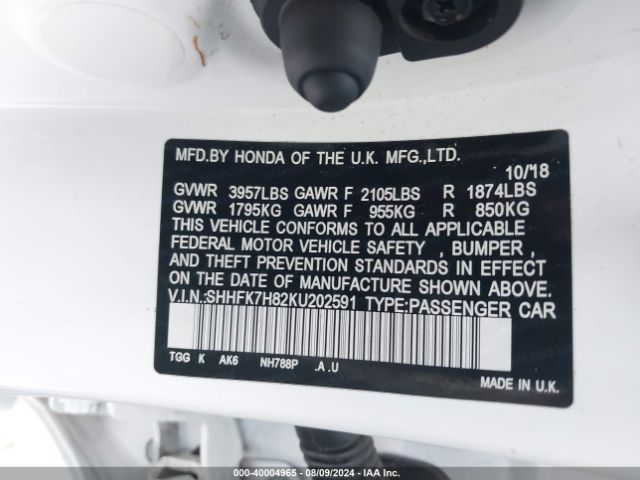 MFD.BY HONDA OF THE U.K. MFG.,LTD.
10/18
GVWR 3957LBS GAWR F 2105LBS R 1874LBS
GVWR 1795KG GAWR F 955KG R 850KG
THIS VEHICLE CONFORMS TO ALL APPLICABLE
FEDERAL MOTOR VEHICLE SAFETY , BUMPER ,
AND THEFT PREVENTION STANDARDS IN EFFECT
ON THE DATE OF MANUFACTURE SHOWN ABOVE.
V.I.N:SHHFK7H82KU202591 TYPE:PASSENGER CAR
TGG K AK6 NH788P .A .U
MADE IN U.K.
000-40004965 - 08/09/2024 - IAA Inc.